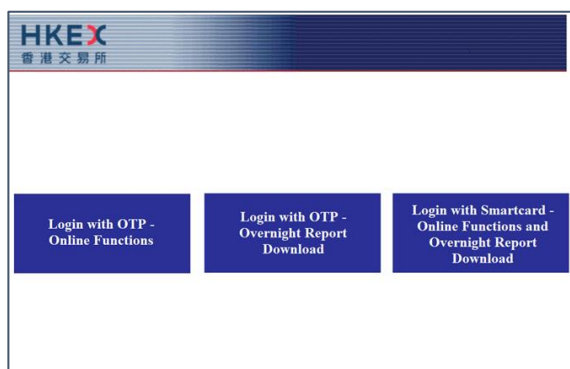 HKEX
香港交易所
Login with OTP -
Online Functions
Login with OTP -
Overnight Report
Download
Login with Smartcard -
Online Functions and
Overnight Report
Download